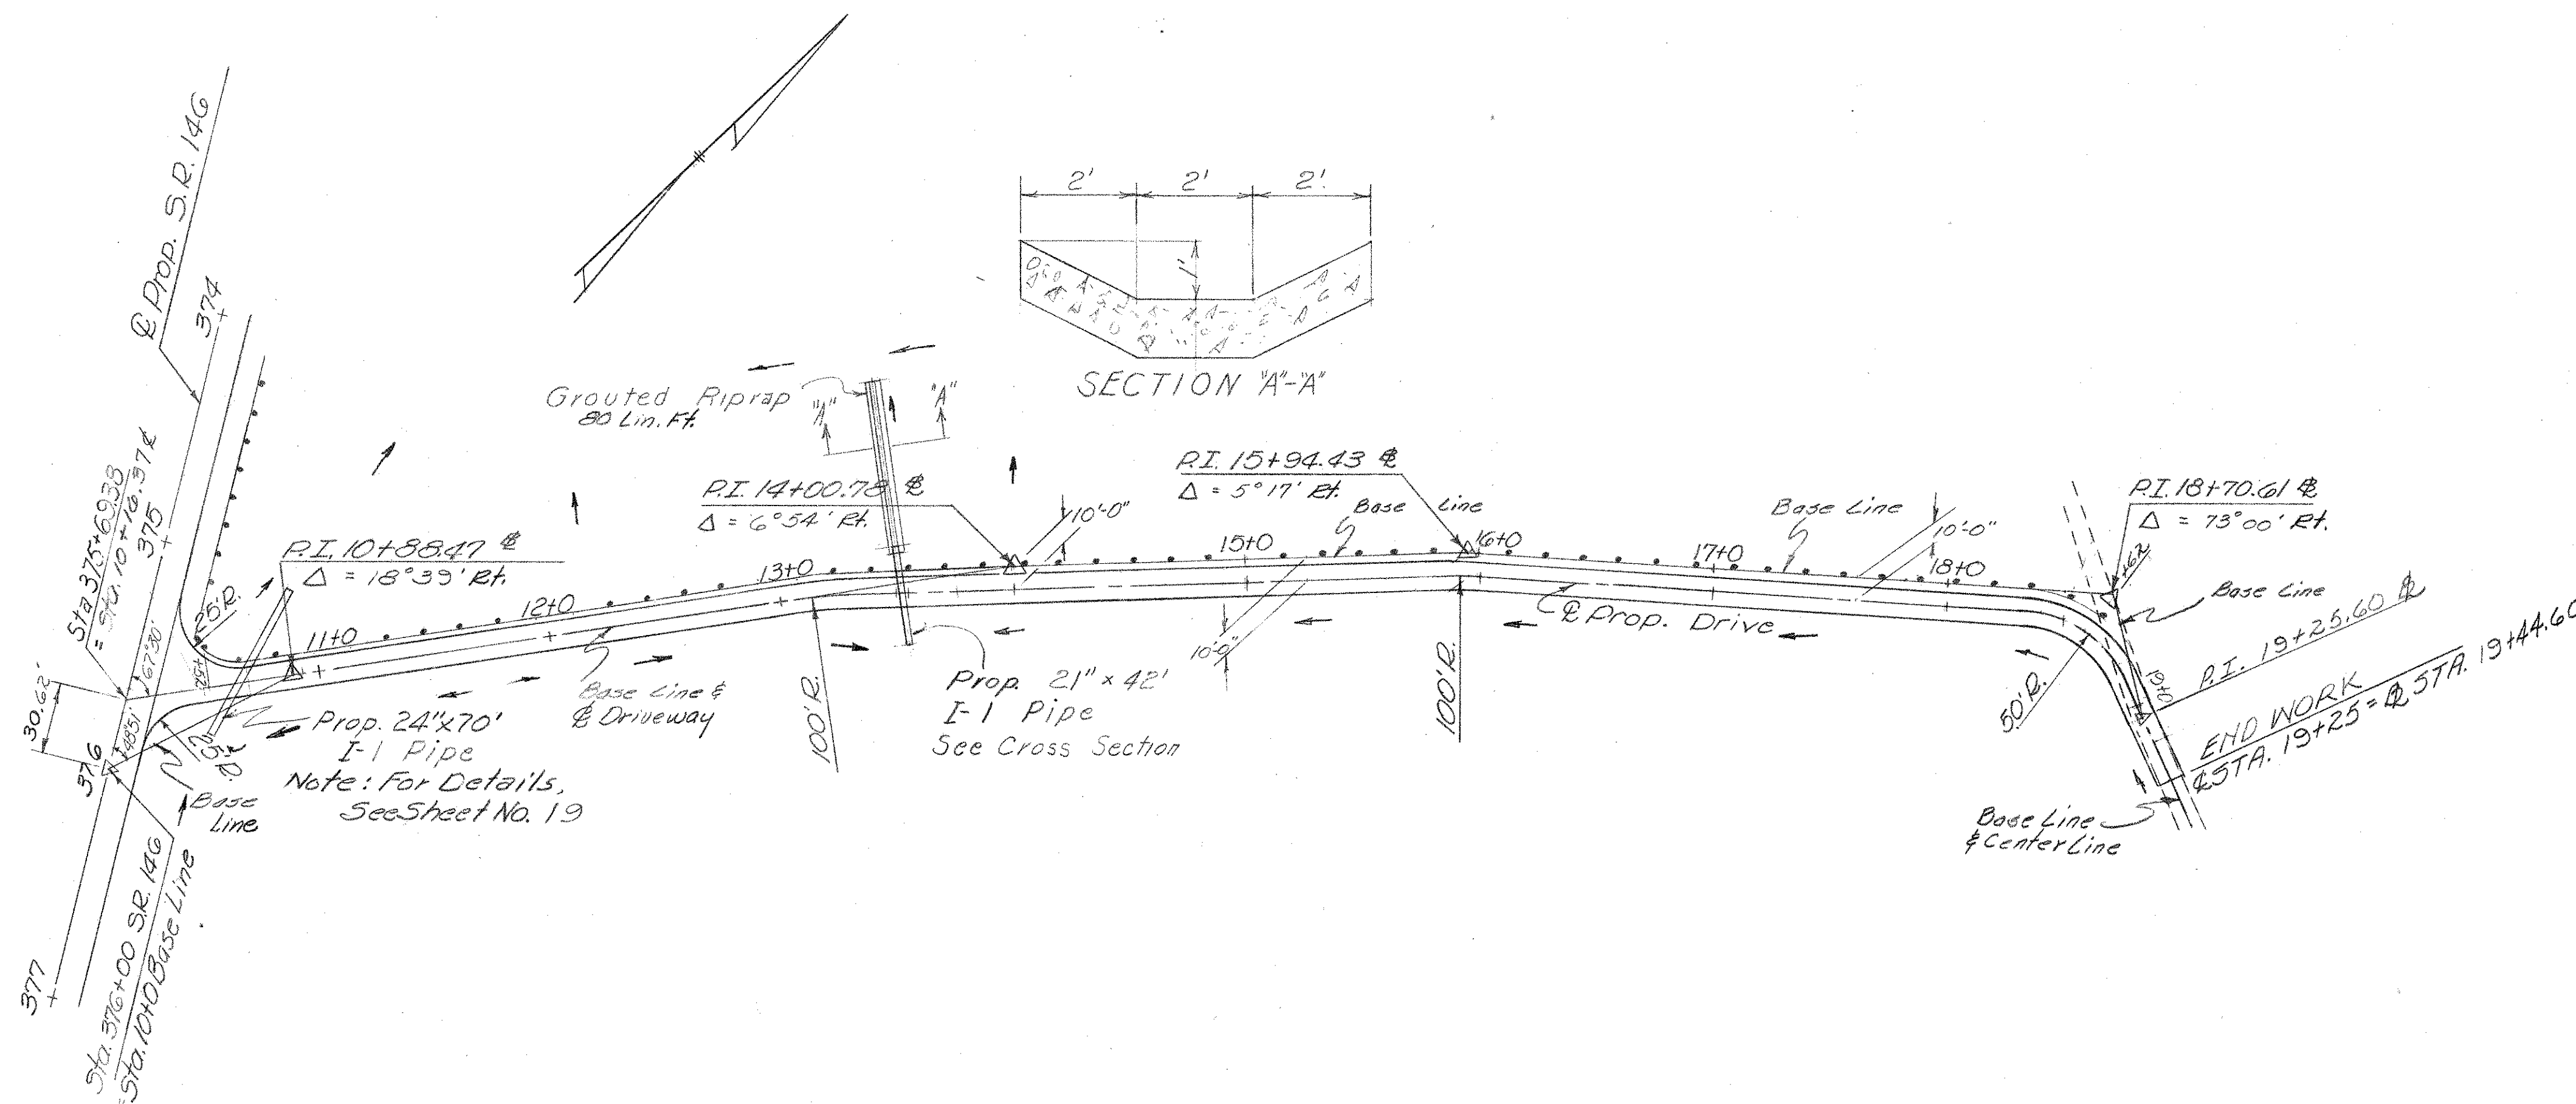 ℄ Prop. S.R. 146
374
Sta 375+69.38
= Sta. 10+16.37 ℄
375
376
377
30.62'
67°30'
48°51'
25'R.
+52
25'R.
Sta. 376+00 S.R. 146
=Sta. 10+0 Base Line
Base
Line
P.I. 10+88.47 ℄
Δ = 18°39' Rt.
11+0
12+0
13+0
Prop. 24"x70'
I-1 Pipe
Note: For Details,
See Sheet No. 19
Base Line &
℄ Driveway
100' R.
Grouted Riprap
80 Lin. Ft.
"A"
"A"
2'
2'
2'
1'
SECTION "A"-"A"
P.I. 14+00.78 ℄
Δ = 6°54' Rt.
10'-0"
Prop. 21" x 42'
I-1 Pipe
See Cross Section
10'-0"
15+0
P.I. 15+94.43 ℄
Δ = 5°17' Rt.
Base Line
16+0
100' R.
17+0
Base Line
10'-0"
18+0
℄ Prop. Drive
P.I. 18+70.61 ℄
Δ = 73°00' Rt.
+62
Base Line
50' R.
19+0
P.I. 19+25.60 ℄
END WORK
℄ STA. 19+25 = ℄ STA. 19+44.60
Base Line
& Center Line